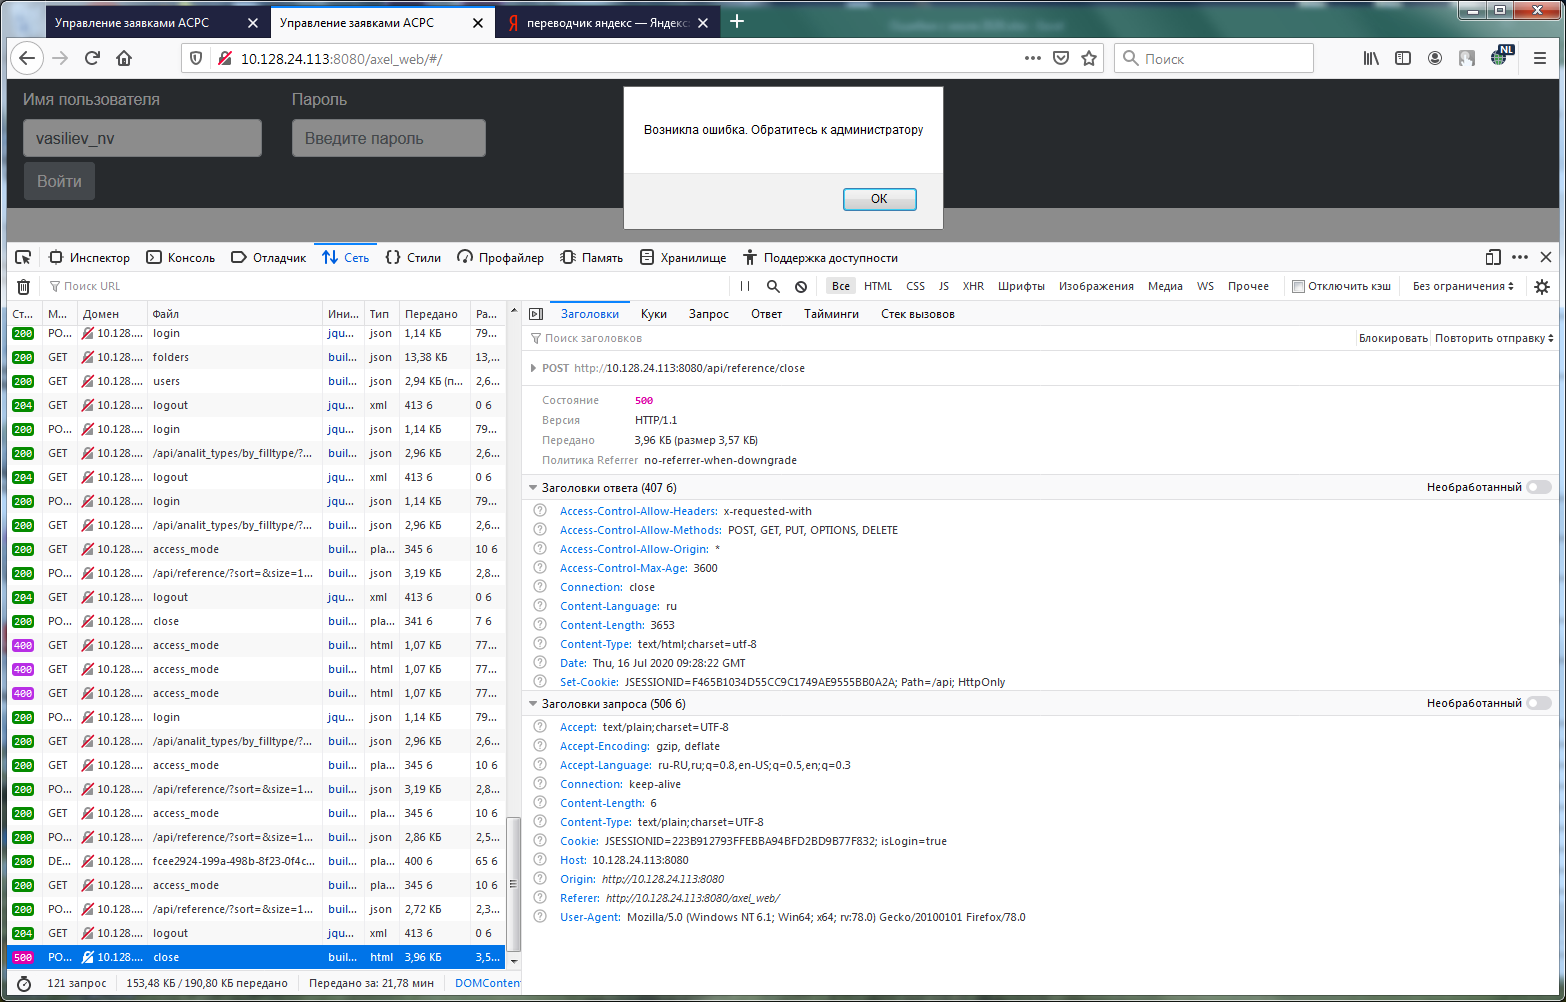 Управление заявками АСРС
Управление заявками АСРС
переводчик яндекс — Яндекс
10.128.24.113:8080/axel_web/#/
Поиск
NL
Имя пользователя
Пароль
vasiliev_nv
Введите пароль
Войти
Возникла ошибка. Обратитесь к администратору
OK
Инспектор Консоль Отладчик Сеть Стили Профайлер Память Хранилище Поддержка доступности
Поиск URL
Все HTML CSS JS XHR Шрифты Изображения Медиа WS Прочее Отключить кэш Без ограничения
Ст... М... Домен Файл Ини... Тип Передано Ра...
200 PO... 10.128.... login jqu... json 1,14 КБ 79...
200 GET 10.128.... folders buil... json 13,38 КБ 13,...
200 GET 10.128.... users buil... json 2,94 КБ (п... 2,6...
204 GET 10.128.... logout jqu... xml 413 б 0 б
200 PO... 10.128.... login jqu... json 1,14 КБ 79...
200 GET 10.128.... /api/analit_types/by_filltype/?... buil... json 2,96 КБ 2,6...
204 GET 10.128.... logout jqu... xml 413 б 0 б
200 PO... 10.128.... login jqu... json 1,14 КБ 79...
200 GET 10.128.... /api/analit_types/by_filltype/?... buil... json 2,96 КБ 2,6...
200 GET 10.128.... access_mode buil... pla... 345 б 10 б
200 PO... 10.128.... /api/reference/?sort=&size=1... buil... json 3,19 КБ 2,8...
204 GET 10.128.... logout jqu... xml 413 б 0 б
200 PO... 10.128.... close buil... pla... 341 б 7 б
400 GET 10.128.... access_mode buil... html 1,07 КБ 77...
400 GET 10.128.... access_mode buil... html 1,07 КБ 77...
400 GET 10.128.... access_mode buil... html 1,07 КБ 77...
200 PO... 10.128.... login jqu... json 1,14 КБ 79...
200 GET 10.128.... /api/analit_types/by_filltype/?... buil... json 2,96 КБ 2,6...
200 GET 10.128.... access_mode buil... pla... 345 б 10 б
200 PO... 10.128.... /api/reference/?sort=&size=1... buil... json 3,19 КБ 2,8...
200 GET 10.128.... access_mode buil... pla... 345 б 10 б
200 PO... 10.128.... /api/reference/?sort=&size=1... buil... json 2,86 КБ 2,5...
200 DE... 10.128.... fcee2924-199a-498b-8f23-0f4c... buil... pla... 400 б 65 б
200 GET 10.128.... access_mode buil... pla... 345 б 10 б
200 PO... 10.128.... /api/reference/?sort=&size=1... buil... json 2,72 КБ 2,3...
204 GET 10.128.... logout jqu... xml 413 б 0 б
500 PO... 10.128.... close buil... html 3,96 КБ 3,5...
121 запрос 153,48 КБ / 190,80 КБ передано Передано за: 21,78 мин DOMConten
Заголовки Куки Запрос Ответ Тайминги Стек вызовов
Поиск заголовков Блокировать Повторить отправку
POST http://10.128.24.113:8080/api/reference/close
Состояние 500
Версия HTTP/1.1
Передано 3,96 КБ (размер 3,57 КБ)
Политика Referrer no-referrer-when-downgrade
Заголовки ответа (407 б) Необработанный
Access-Control-Allow-Headers: x-requested-with
Access-Control-Allow-Methods: POST, GET, PUT, OPTIONS, DELETE
Access-Control-Allow-Origin: *
Access-Control-Max-Age: 3600
Connection: close
Content-Language: ru
Content-Length: 3653
Content-Type: text/html;charset=utf-8
Date: Thu, 16 Jul 2020 09:28:22 GMT
Set-Cookie: JSESSIONID=F465B1034D55CC9C1749AE9555BB0A2A; Path=/api; HttpOnly
Заголовки запроса (506 б) Необработанный
Accept: text/plain;charset=UTF-8
Accept-Encoding: gzip, deflate
Accept-Language: ru-RU,ru;q=0.8,en-US;q=0.5,en;q=0.3
Connection: keep-alive
Content-Length: 6
Content-Type: text/plain;charset=UTF-8
Cookie: JSESSIONID=223B912793FFEBBA94BFD2BD9B77F832; isLogin=true
Host: 10.128.24.113:8080
Origin: http://10.128.24.113:8080
Referer: http://10.128.24.113:8080/axel_web/
User-Agent: Mozilla/5.0 (Windows NT 6.1; Win64; x64; rv:78.0) Gecko/20100101 Firefox/78.0